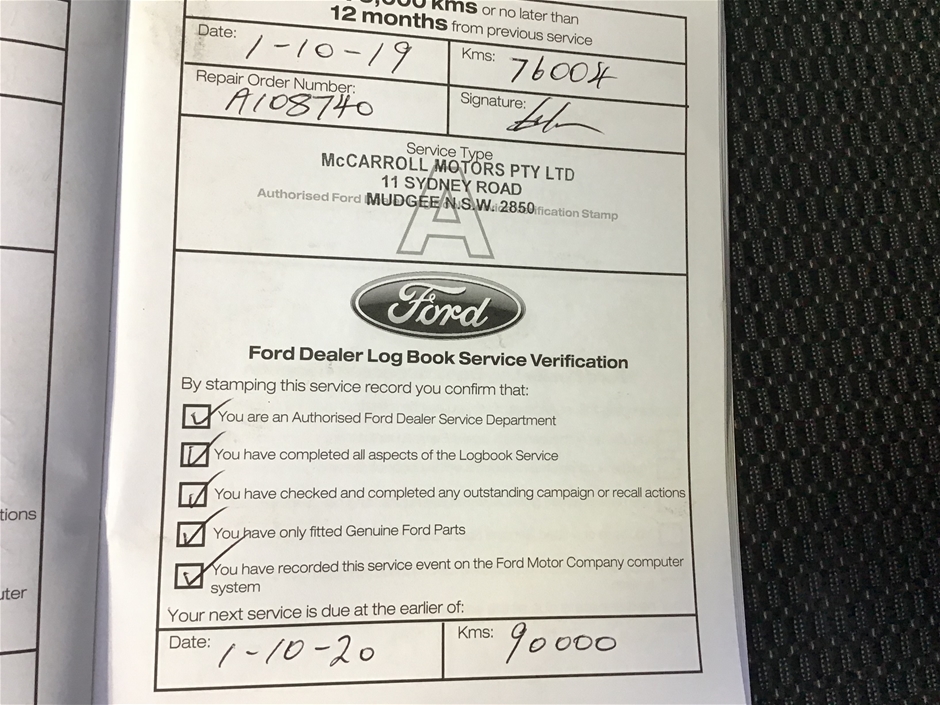 KMS or no later than
12 months from previous service
Date: 1-10-19
Kms: 76004
Repair Order Number: A108740
Signature:
Service Type
McCARROLL MOTORS PTY LTD
11 SYDNEY ROAD
Authorised Ford MUDGEE N.S.W. 2850 Stamp
A
Ford
Ford Dealer Log Book Service Verification
By stamping this service record you confirm that:
You are an Authorised Ford Dealer Service Department
You have completed all aspects of the Logbook Service
You have checked and completed any outstanding campaign or recall actions
You have only fitted Genuine Ford Parts
You have recorded this service event on the Ford Motor Company computer
system
Your next service is due at the earlier of:
Date: 1-10-20
Kms: 90000